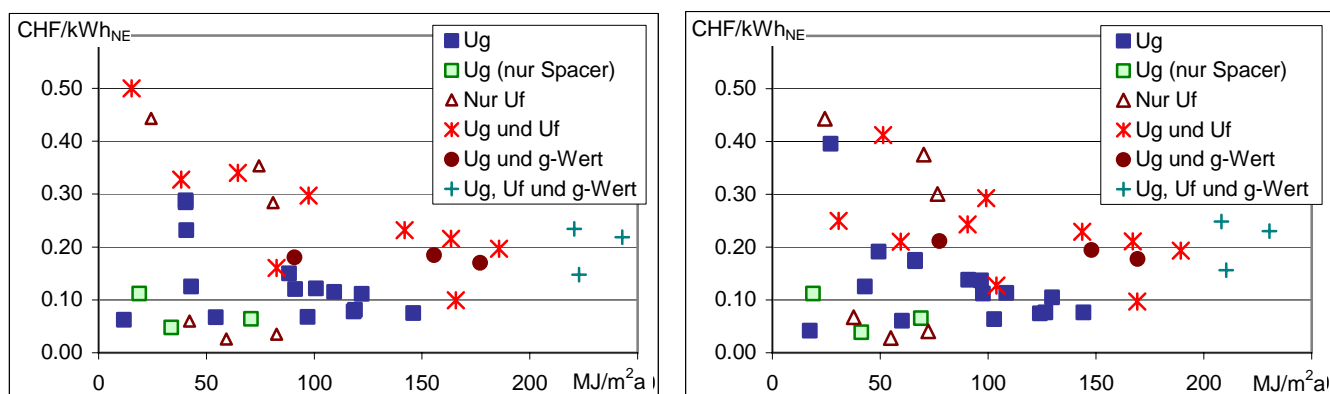 CHF/kWhNE
0.50
0.40
0.30
0.20
0.10
0.00
0
50
100
150
200
MJ/m²a)
Ug
Ug (nur Spacer)
Nur Uf
Ug und Uf
Ug und g-Wert
Ug, Uf und g-Wert
CHF/kWhNE
0.50
0.40
0.30
0.20
0.10
0.00
0
50
100
150
200
MJ/m²a)
Ug
Ug (nur Spacer)
Nur Uf
Ug und Uf
Ug und g-Wert
Ug, Uf und g-Wert